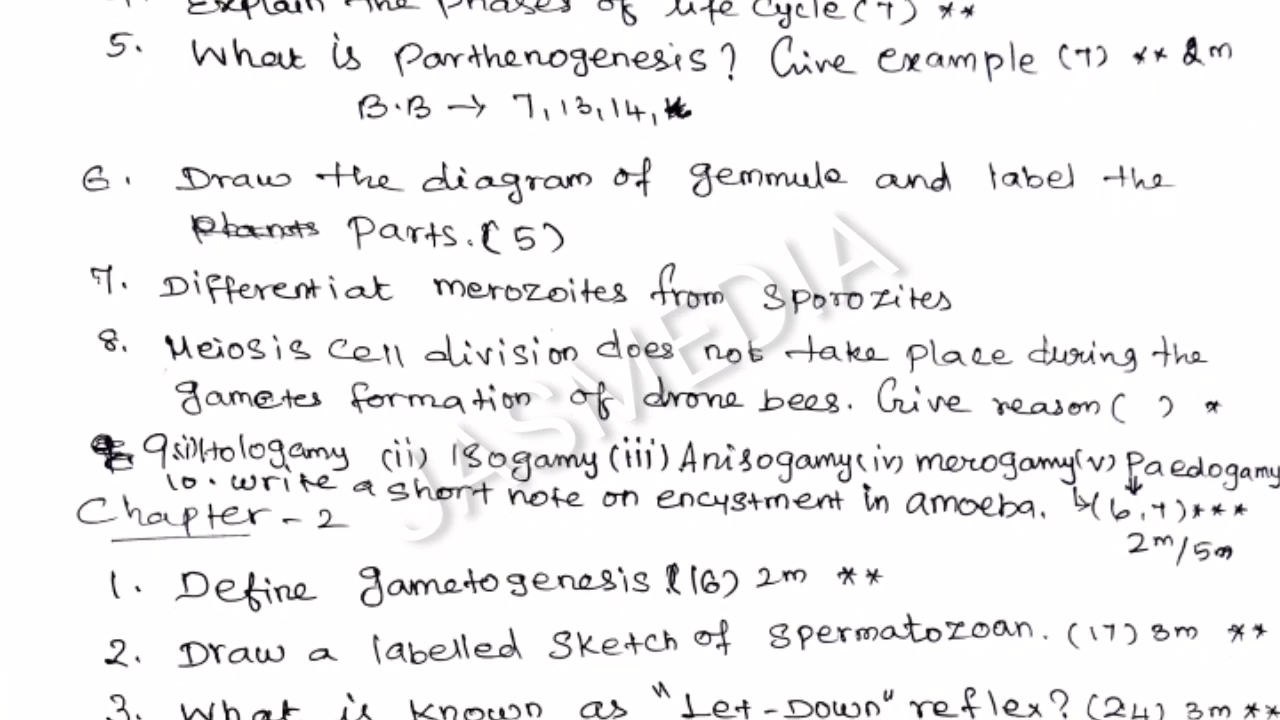 Explain the phases of life cycle (7) **
5. What is Parthenogenesis? Give example (7) ** 2m
B.B → 7, 13, 14,
6. Draw the diagram of gemmule and label the
Parts. (5)
7. Differentiat merozoites from Sporozites
8. Meiosis cell division does not take place during the
gametes formation of drone bees. Give reason ( ) *
9 (i) Hologamy (ii) Isogamy (iii) Anisogamy (iv) merogamy (v) Paedogamy
10. write a short note on encystment in amoeba. ↳ (6, 7) ***
Chapter - 2
2m/5m
1. Define gametogenesis (16) 2m **
2. Draw a labelled Sketch of Spermatozoan. (17) 3m **
3. What is known as "Let-Down" reflex? (24) 3m **
JASMEDIA